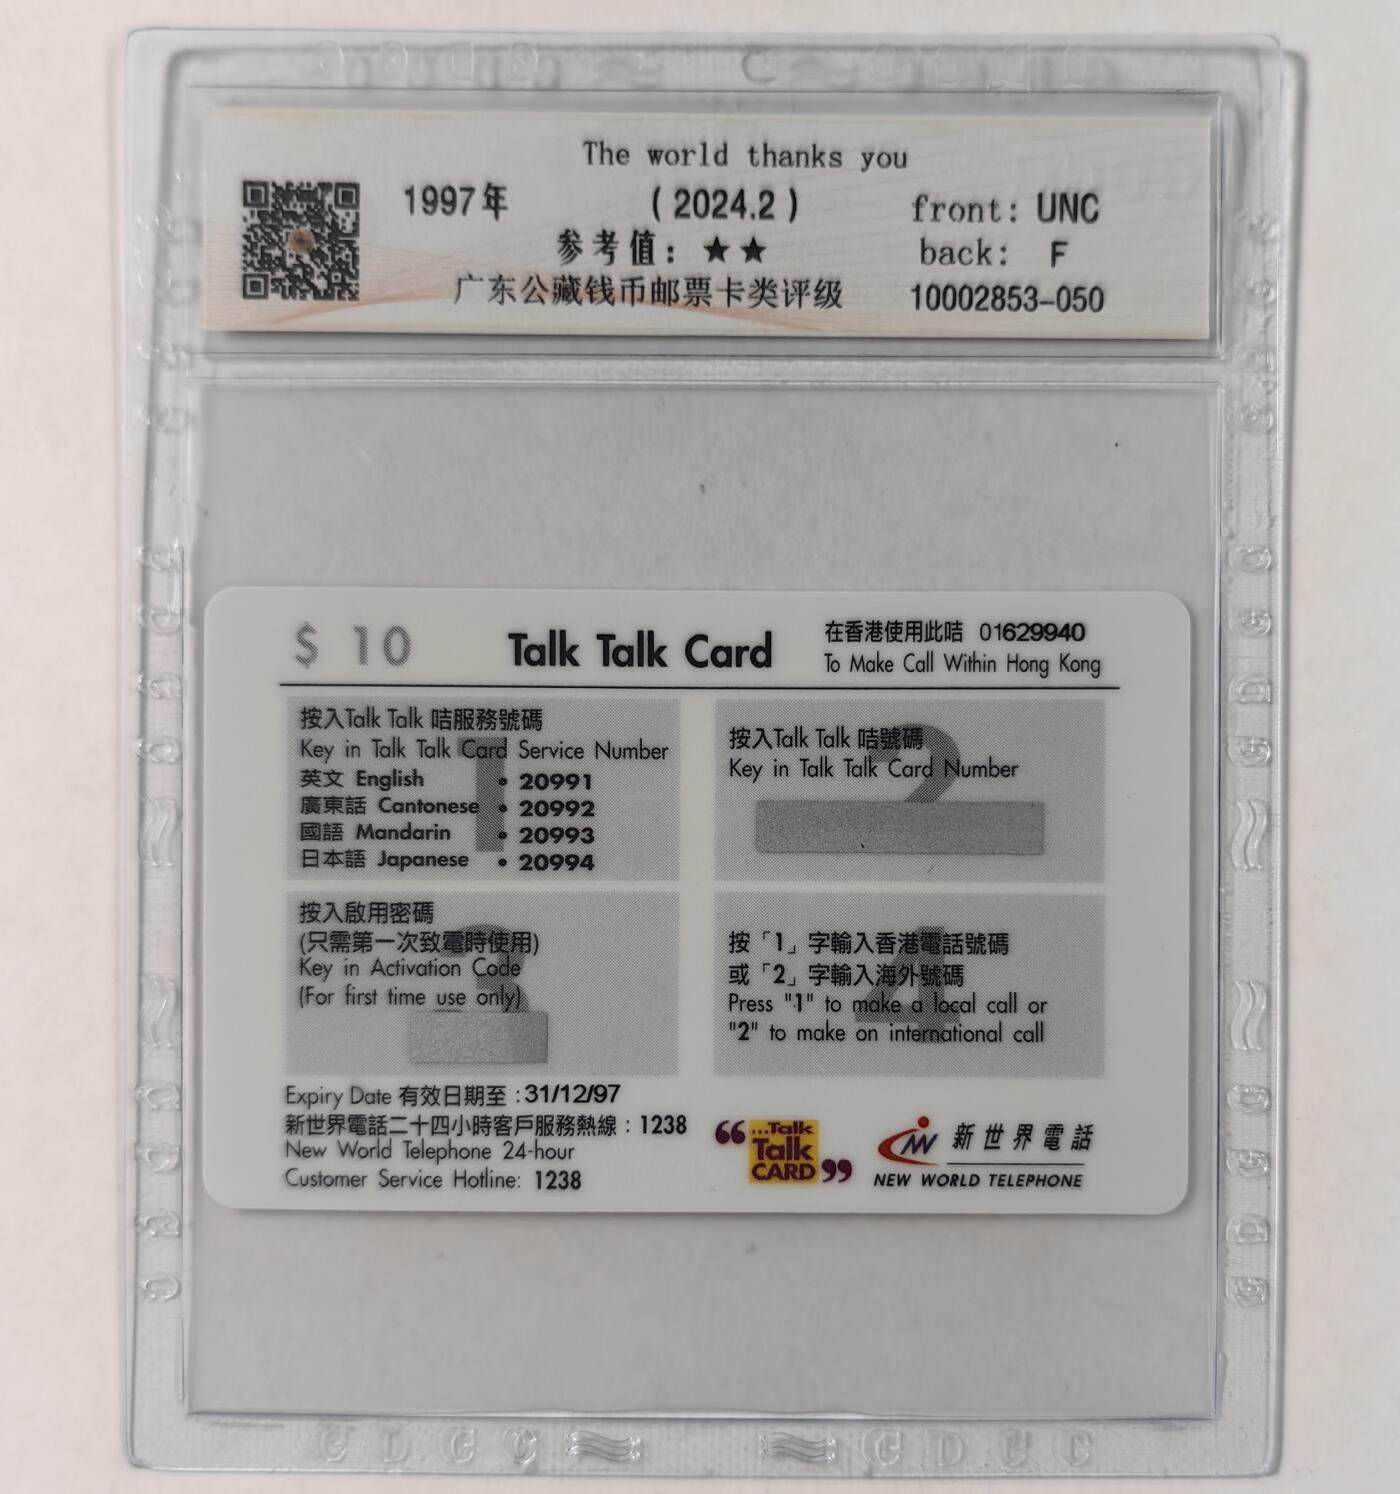 The world thanks you
1997年
(2024.2)
front: UNC
参考值: ★★
back: F
广东公藏钱币邮票卡类评级
10002853-050
$ 10
Talk Talk Card
在香港使用此咭 01629940
To Make Call Within Hong Kong
按入Talk Talk 咭服務號碼
Key in Talk Talk Card Service Number
英文 English • 20991
廣東話 Cantonese • 20992
國語 Mandarin • 20993
日本語 Japanese • 20994
1
按入Talk Talk 咭號碼
Key in Talk Talk Card Number
2
按入啟用密碼
(只需第一次致電時使用)
Key in Activation Code
(For first time use only)
3
按「1」字輸入香港電話號碼
或「2」字輸入海外號碼
Press "1" to make a local call or
"2" to make on international call
4
Expiry Date 有效日期至 : 31/12/97
新世界電話二十四小時客戶服務熱線 : 1238
New World Telephone 24-hour
Customer Service Hotline: 1238
“...Talk
Talk
CARD”
新世界電話
NEW WORLD TELEPHONE